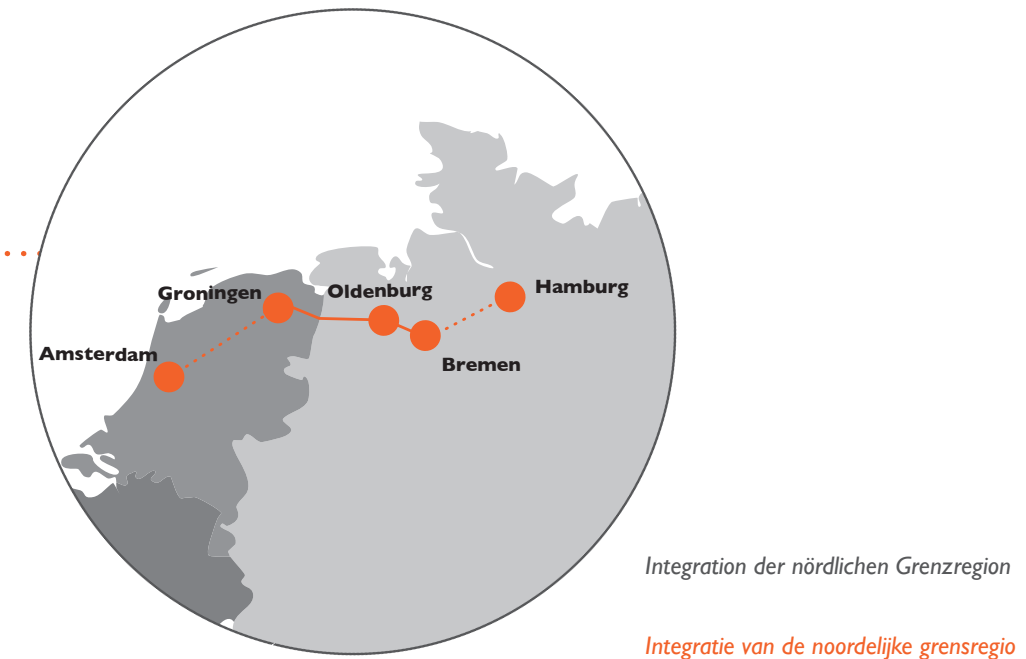 Groningen
Oldenburg
Hamburg
Amsterdam
Bremen
Integration der nördlichen Grenzregion
Integratie van de noordelijke grensregio